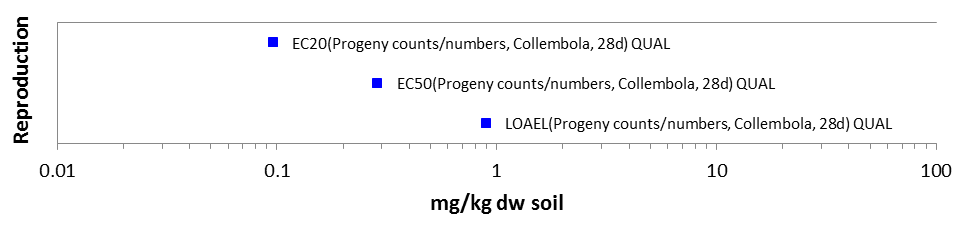 Reproduction
EC20(Progeny counts/numbers, Collembola, 28d) QUAL
EC50(Progeny counts/numbers, Collembola, 28d) QUAL
LOAEL(Progeny counts/numbers, Collembola, 28d) QUAL
0.01 0.1 1 10 100
mg/kg dw soil